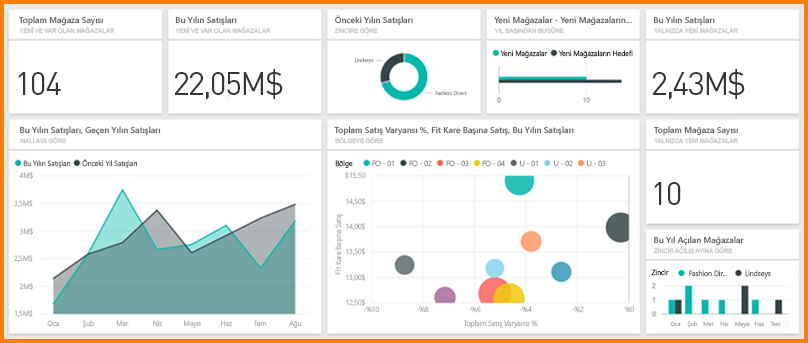 Toplam Mağaza Sayısı
YENİ VE VAR OLAN MAĞAZALAR
104
Bu Yılın Satışları
YENİ VE VAR OLAN MAĞAZALAR
22,05M$
Önceki Yılın Satışları
ZİNCİRE GÖRE
Lindseys
Fashion Direct
Yeni Mağazalar - Yeni Mağazaların...
YIL BAŞINDAN BUGÜNE
Yeni Mağazalar Yeni Mağazaların Hedefi
0 10
Bu Yılın Satışları
YALNIZCA YENİ MAĞAZALAR
2,43M$
Bu Yılın Satışları, Geçen Yılın Satışları
MALİ AYA GÖRE
Bu Yılın Satışları Önceki Yıl Satışları
4M$
3,5M$
3M$
2,5M$
2M$
1,5M$
Oca Şub Mar Nis Mayıs Haz Tem Ağu
Toplam Satış Varyansı %, Fit Kare Başına Satış, Bu Yılın Satışları
BÖLGEYE GÖRE
Bölge FO - 01 FO - 02 FO - 03 FO - 04 U - 01 U - 02 U - 03
$15,50
14,50$
14,00$
13,50$
13,00$
12,50$
Fit Kare Başına Satış
-%10 -%8 -%6 -%4 -%2 %0
Toplam Satış Varyansı %
Toplam Mağaza Sayısı
YALNIZCA YENİ MAĞAZALAR
10
Bu Yıl Açılan Mağazalar
ZİNCİR AÇILIŞ AYINA GÖRE
Zincir Fashion Dir... Lindseys
2
1
0
Oca Şub Mar Nis Mayıs Haz Tem